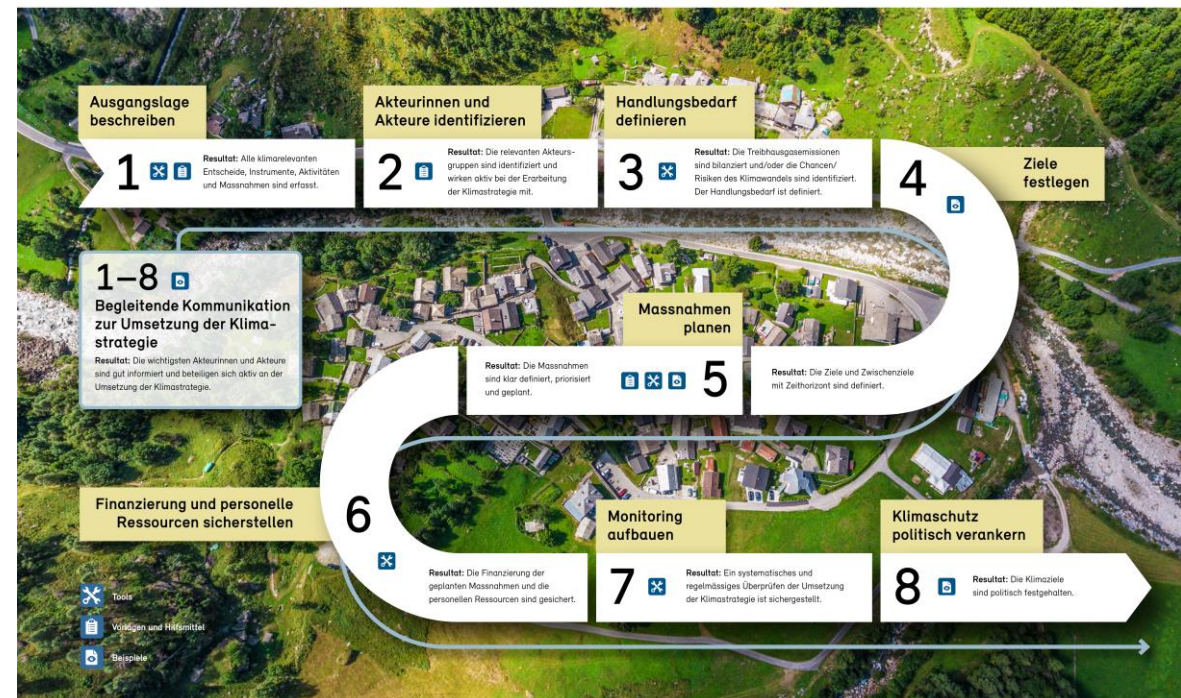 Ausgangslage
beschreiben
1
Resultat: Alle klimarelevanten
Entscheide, Instrumente, Aktivitäten
und Massnahmen sind erfasst.
Akteurinnen und
Akteure identifizieren
2
Resultat: Die relevanten Akteurs-
gruppen sind identifiziert und
wirken aktiv bei der Erarbeitung
der Klimastrategie mit.
Handlungsbedarf
definieren
3
Resultat: Die Treibhausgasemissionen
sind bilanziert und/oder die Chancen/
Risiken des Klimawandels sind identifiziert.
Der Handlungsbedarf ist definiert.
4
Ziele
festlegen
Resultat: Die Ziele und Zwischenziele
mit Zeithorizont sind definiert.
1–8
Begleitende Kommunikation
zur Umsetzung der Klima-
strategie
Resultat: Die wichtigsten Akteurinnen und Akteure
sind gut informiert und beteiligen sich aktiv an der
Umsetzung der Klimastrategie.
Massnahmen
planen
Resultat: Die Massnahmen
sind klar definiert, priorisiert
und geplant.
5
Finanzierung und personelle
Ressourcen sicherstellen
6
Resultat: Die Finanzierung der
geplanten Massnahmen und die
personellen Ressourcen sind gesichert.
Monitoring
aufbauen
7
Resultat: Ein systematisches und
regelmässiges Überprüfen der Umsetzung
der Klimastrategie ist sichergestellt.
Klimaschutz
politisch verankern
8
Resultat: Die Klimaziele
sind politisch festgehalten.
Tools
Vorlagen und Hilfsmittel
Beispiele